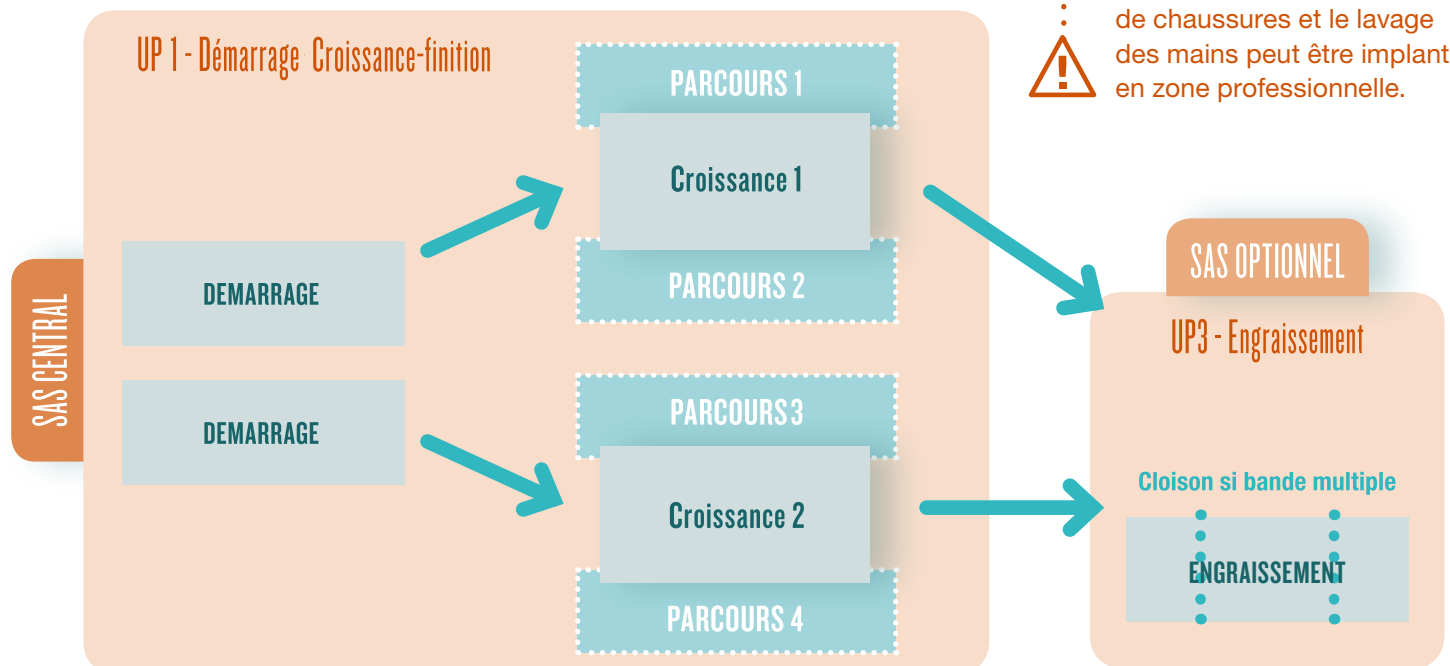 UP 1 - Démarrage Croissance-finition
PARCOURS 1
Croissance 1
PARCOURS 2
DEMARRAGE
DEMARRAGE
SAS CENTRAL
PARCOURS 3
Croissance 2
PARCOURS 4
de chaussures et le lavage
des mains peut être implant
en zone professionnelle.
SAS OPTIONNEL
UP3 - Engraissement
Cloison si bande multiple
ENGRAISSEMENT